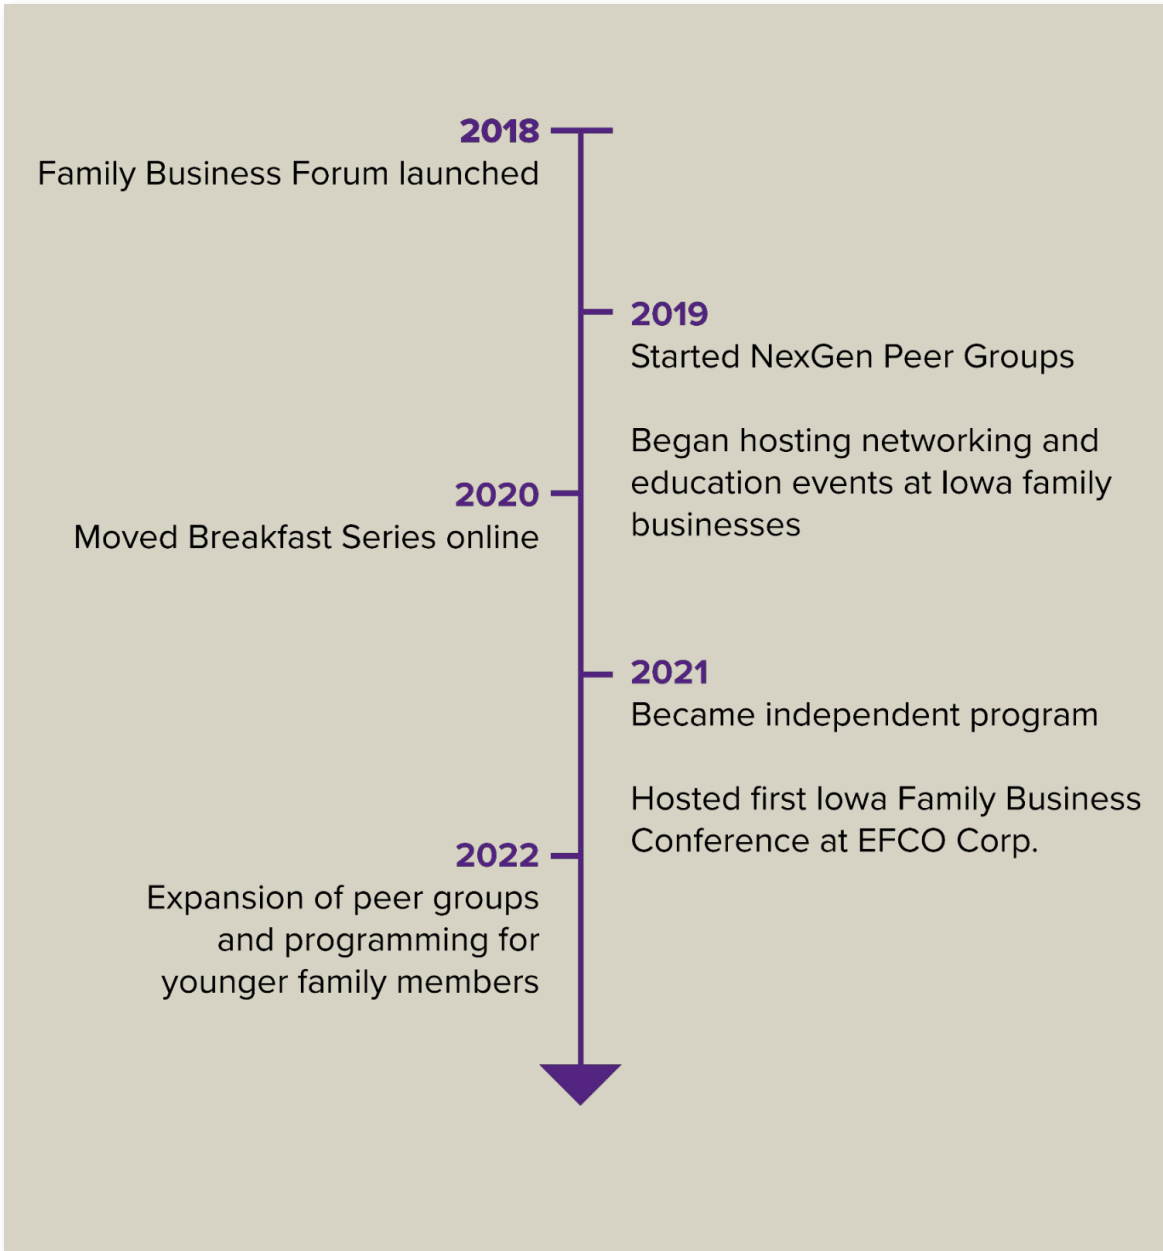 2018
Family Business Forum launched
2019
Started NexGen Peer Groups
Began hosting networking and
education events at Iowa family
businesses
2020
Moved Breakfast Series online
2021
Became independent program
Hosted first Iowa Family Business
Conference at EFCO Corp.
2022
Expansion of peer groups
and programming for
younger family members